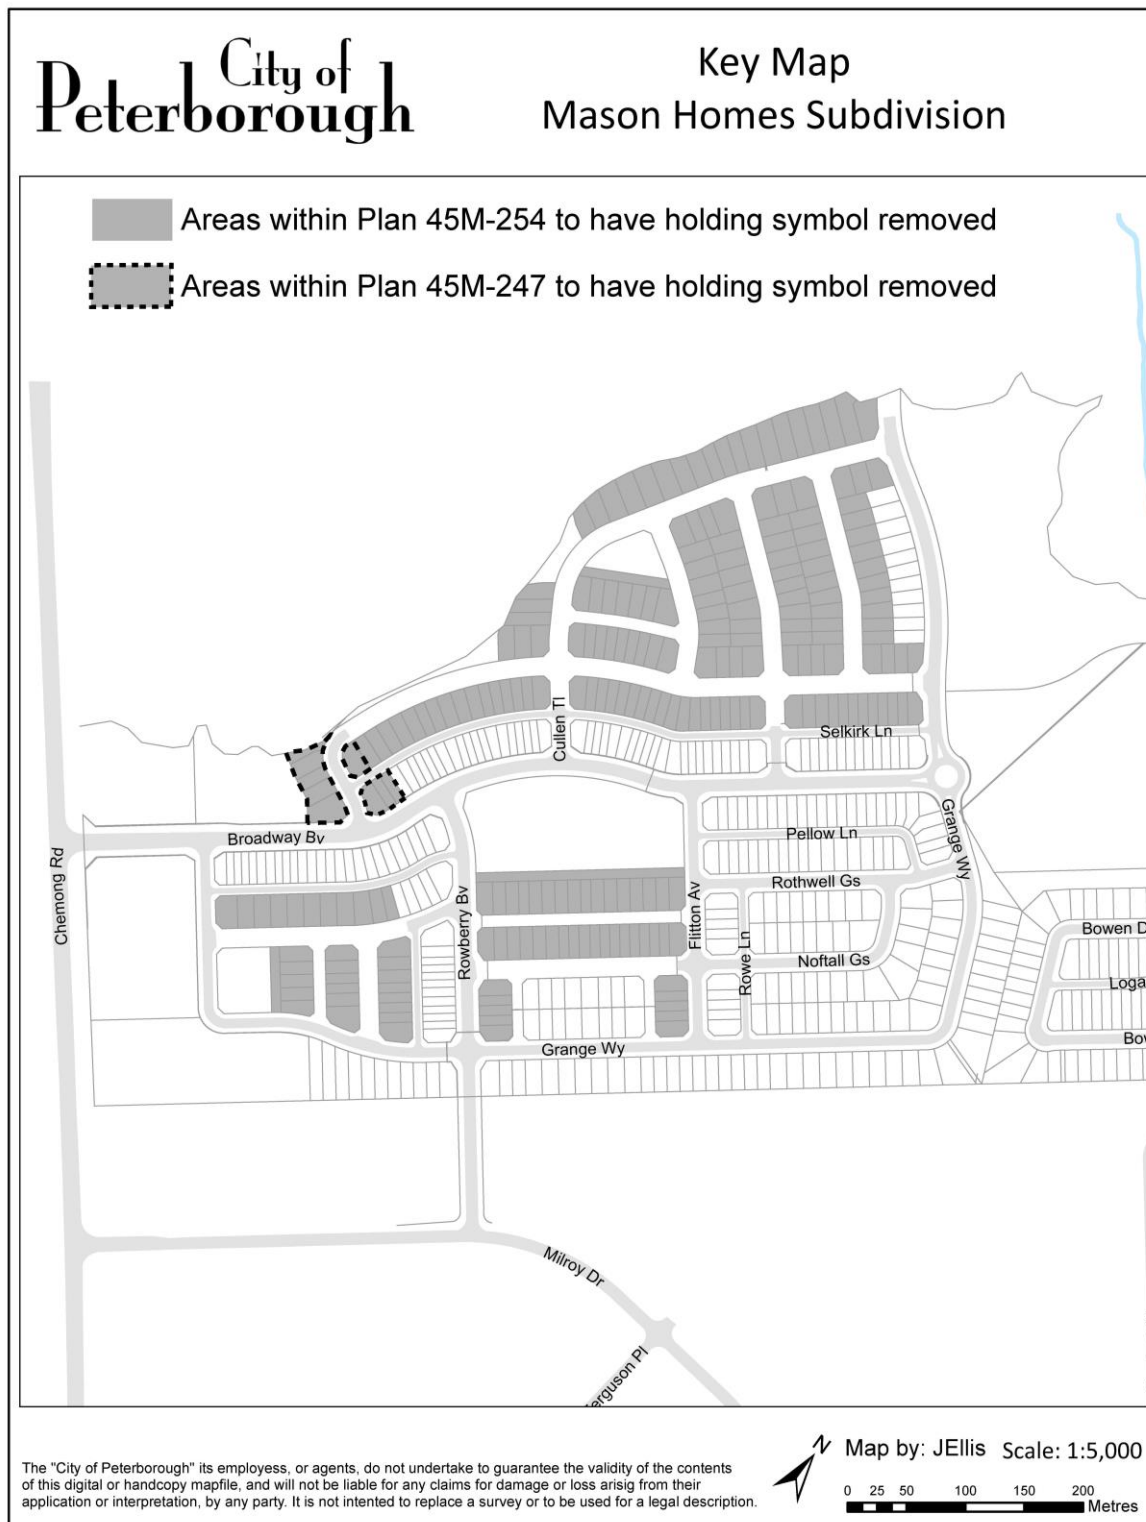 City of
Peterborough
Key Map
Mason Homes Subdivision
Areas within Plan 45M-254 to have holding symbol removed
Areas within Plan 45M-247 to have holding symbol removed
Cullen Tl
Selkirk Ln
Broadway Bv
Chemong Rd
Rowberry Bv
Flitton Av
Pellow Ln
Rothwell Gs
Grange Wy
Rowe Ln
Noftall Gs
Bowen D
Loga
Bov
Grange Wy
Milroy Dr
erguson Pl
The "City of Peterborough" its employess, or agents, do not undertake to guarantee the validity of the contents
of this digital or handcopy mapfile, and will not be liable for any claims for damage or loss arisig from their
application or interpretation, by any party. It is not intented to replace a survey or to be used for a legal description.
N
Map by: JEllis Scale: 1:5,000
0 25 50 100 150 200
Metres